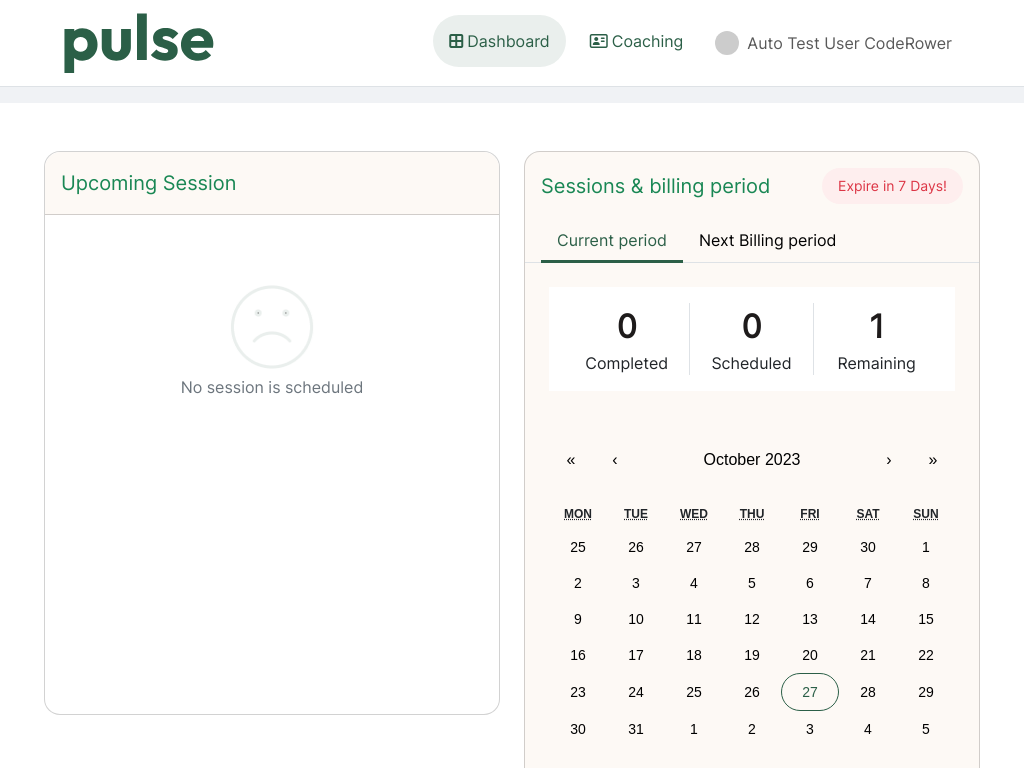 pulse
Dashboard
Coaching
Auto Test User CodeRower
Upcoming Session
No session is scheduled
Sessions & billing period
Expire in 7 Days!
Current period
Next Billing period
0 0 1
Completed Scheduled Remaining
« ‹ October 2023 › »
MON TUE WED THU FRI SAT SUN
25 26 27 28 29 30 1
2 3 4 5 6 7 8
9 10 11 12 13 14 15
16 17 18 19 20 21 22
23 24 25 26 27 28 29
30 31 1 2 3 4 5